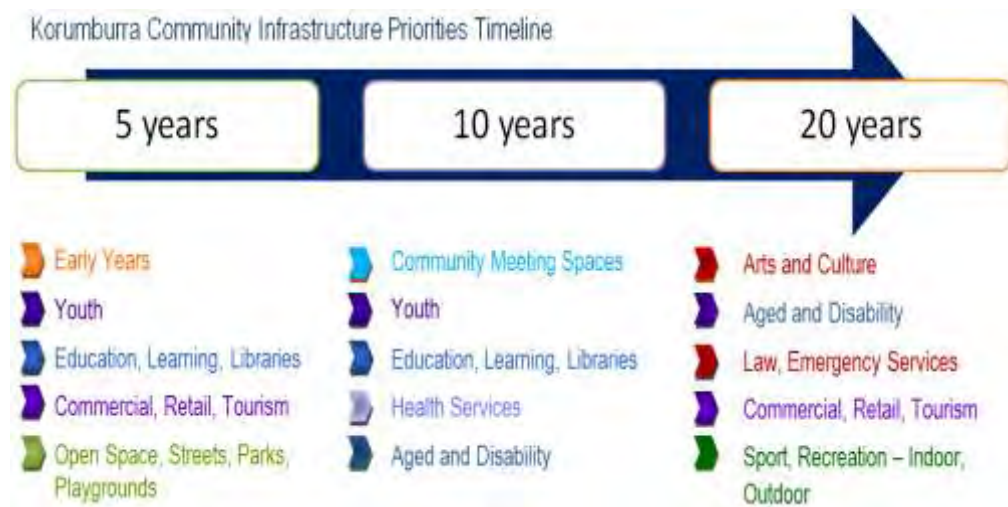 Korumburra Community Infrastructure Priorities Timeline
5 years
10 years
20 years
Early Years
Youth
Education, Learning, Libraries
Commercial, Retail, Tourism
Open Space, Streets, Parks,
Playgrounds
Community Meeting Spaces
Youth
Education, Learning, Libraries
Health Services
Aged and Disability
Arts and Culture
Aged and Disability
Law, Emergency Services
Commercial, Retail, Tourism
Sport, Recreation – Indoor,
Outdoor